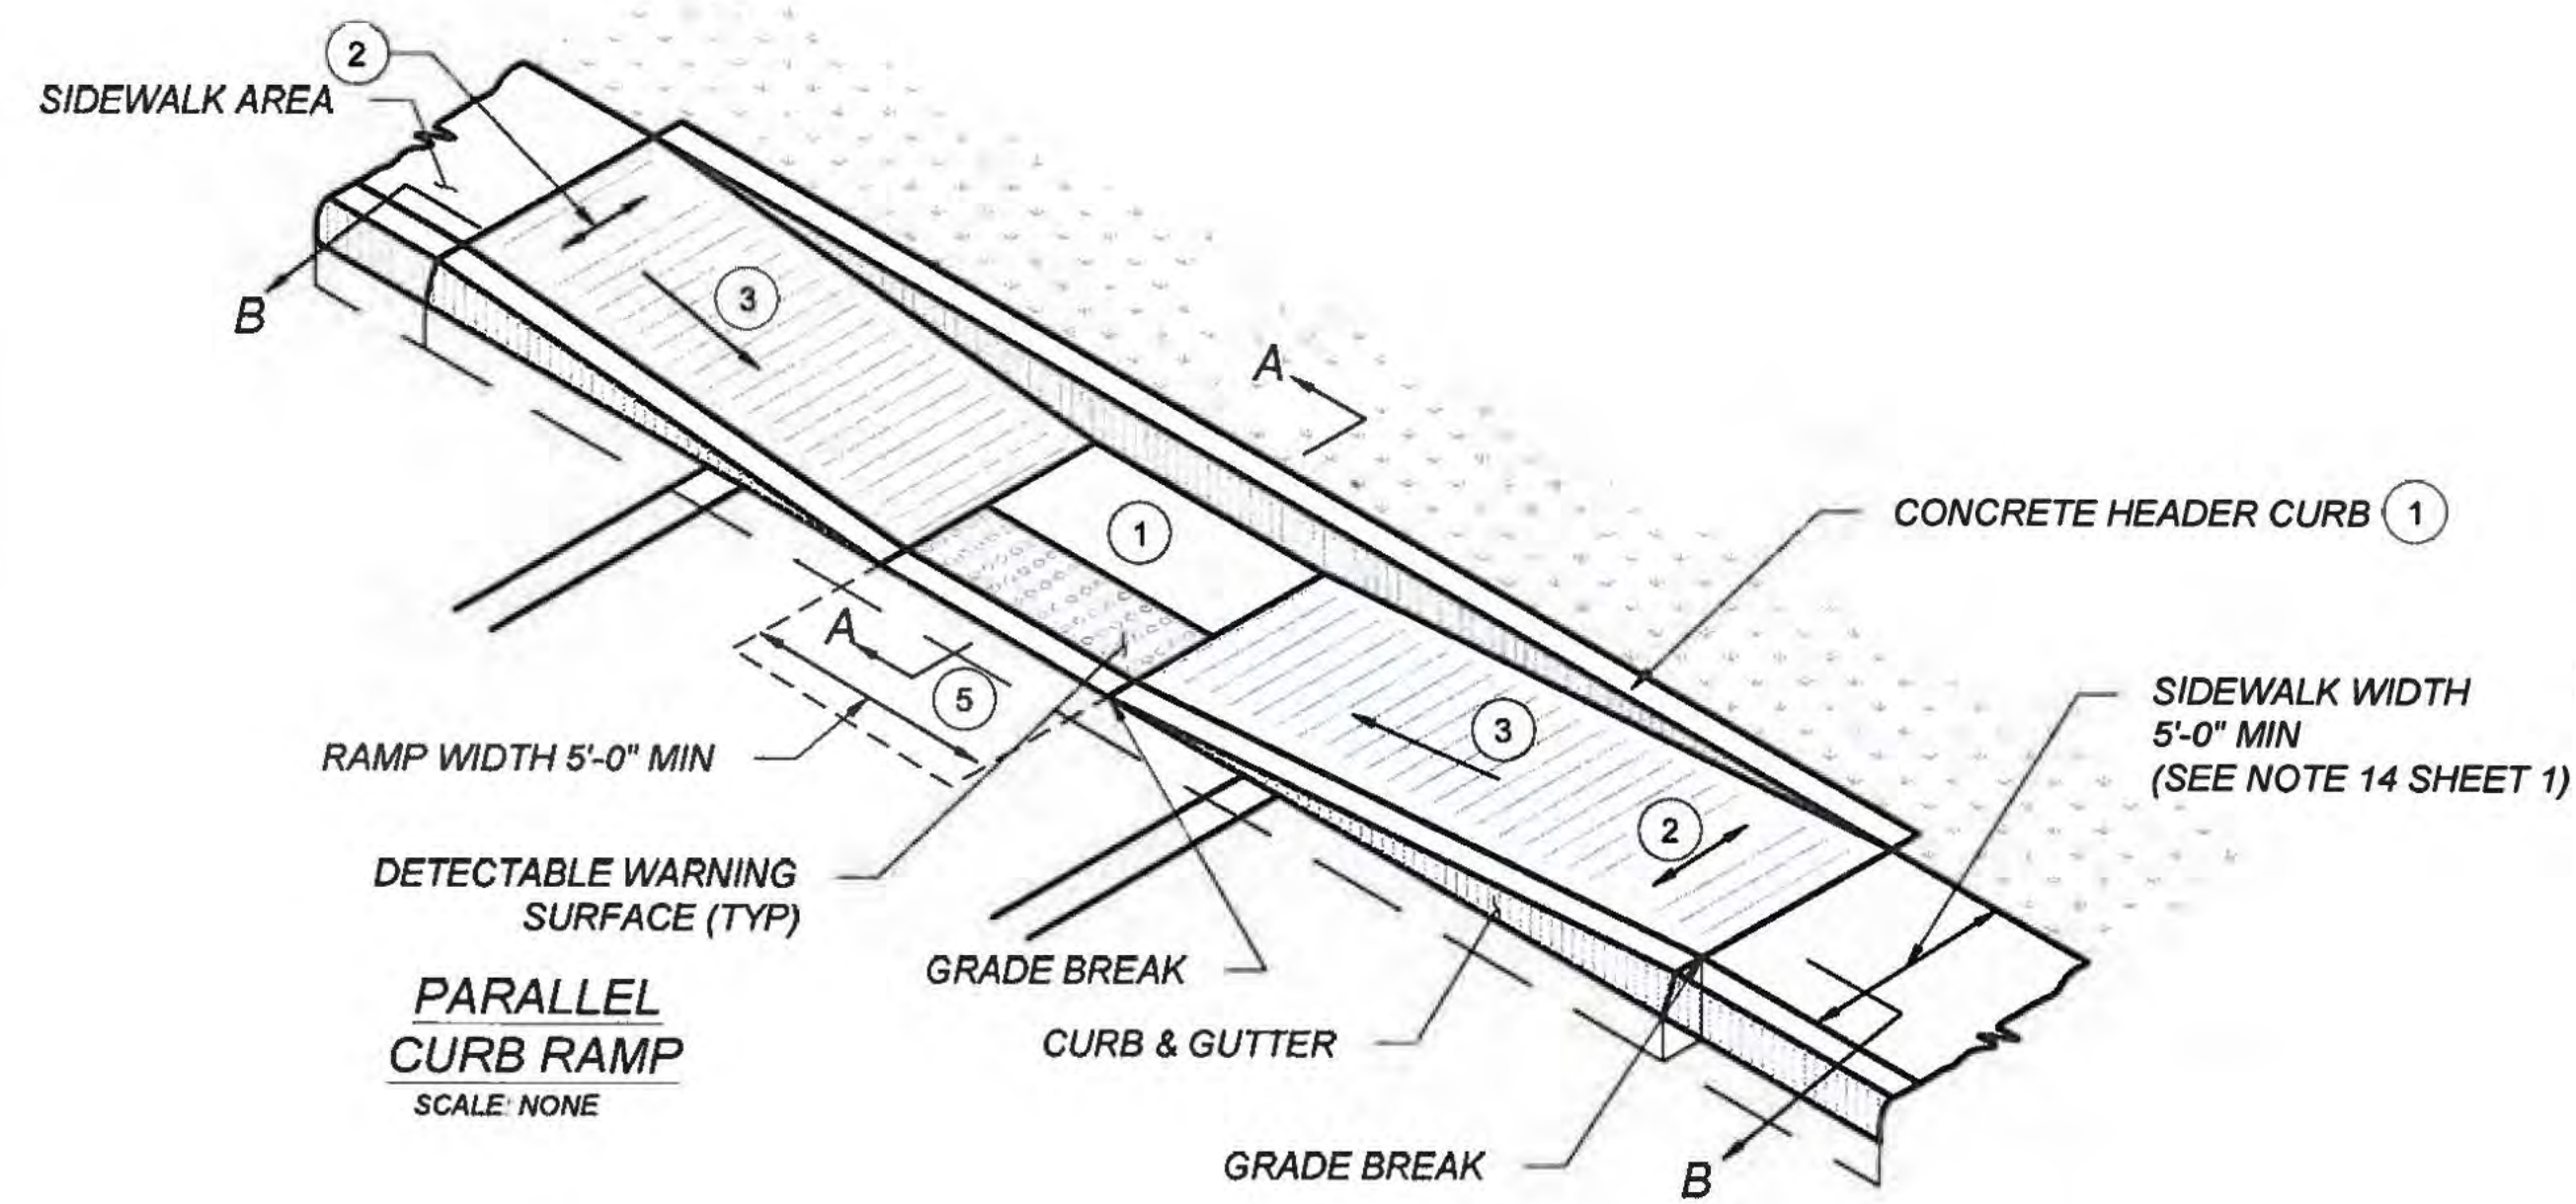 2
SIDEWALK AREA
B
3
A
1
CONCRETE HEADER CURB 1
A
5
SIDEWALK WIDTH
5'-0" MIN
(SEE NOTE 14 SHEET 1)
RAMP WIDTH 5'-0" MIN
3
2
DETECTABLE WARNING
SURFACE (TYP)
GRADE BREAK
PARALLEL
CURB RAMP
SCALE: NONE
CURB & GUTTER
GRADE BREAK
B